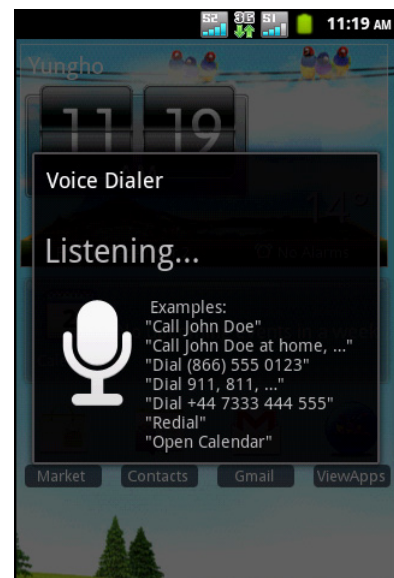 S2 3G S1 11:19 AM
Yungho
11 19
14°
Voice Dialer
Listening...
No Alarms
Examples:
"Call John Doe"
"Call John Doe at home, ..."
"Dial (866) 555 0123"
"Dial 911, 811, ..."
"Dial +44 7333 444 555"
"Redial"
"Open Calendar"
Market Contacts Gmail ViewApps